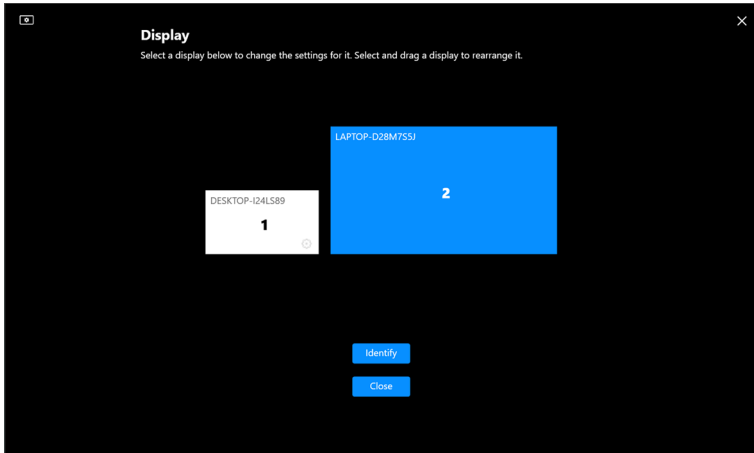 Display
Select a display below to change the settings for it. Select and drag a display to rearrange it.
LAPTOP-D28M7S5J
2
DESKTOP-I24LS89
1
Identify
Close